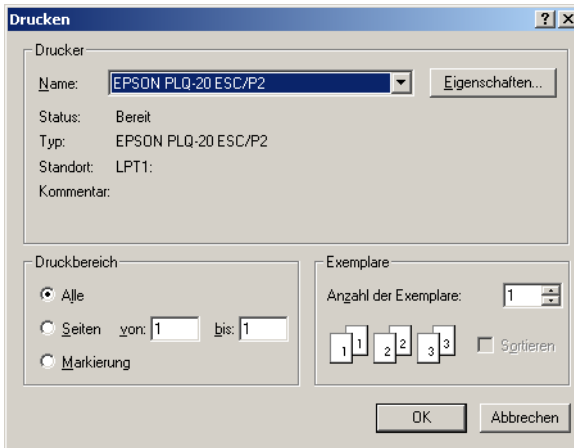 Drucken
Drucker
Name: EPSON PLQ-20 ESC/P2 Eigenschaften...
Status: Bereit
Typ: EPSON PLQ-20 ESC/P2
Standort: LPT1:
Kommentar:
Druckbereich
Alle
Seiten von: 1 bis: 1
Markierung
Exemplare
Anzahl der Exemplare: 1
1 1 2 2 3 3 Sortieren
OK Abbrechen